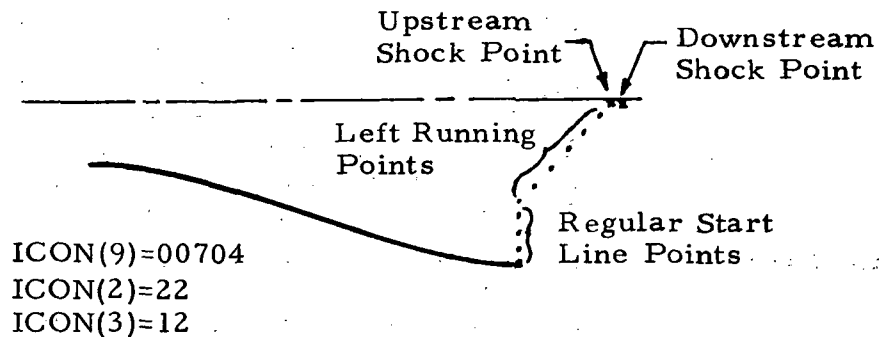 Upstream
Shock Point
Downstream
Shock Point
Left Running
Points
Regular Start
Line Points
ICON(9)=00704
ICON(2)=22
ICON(3)=12